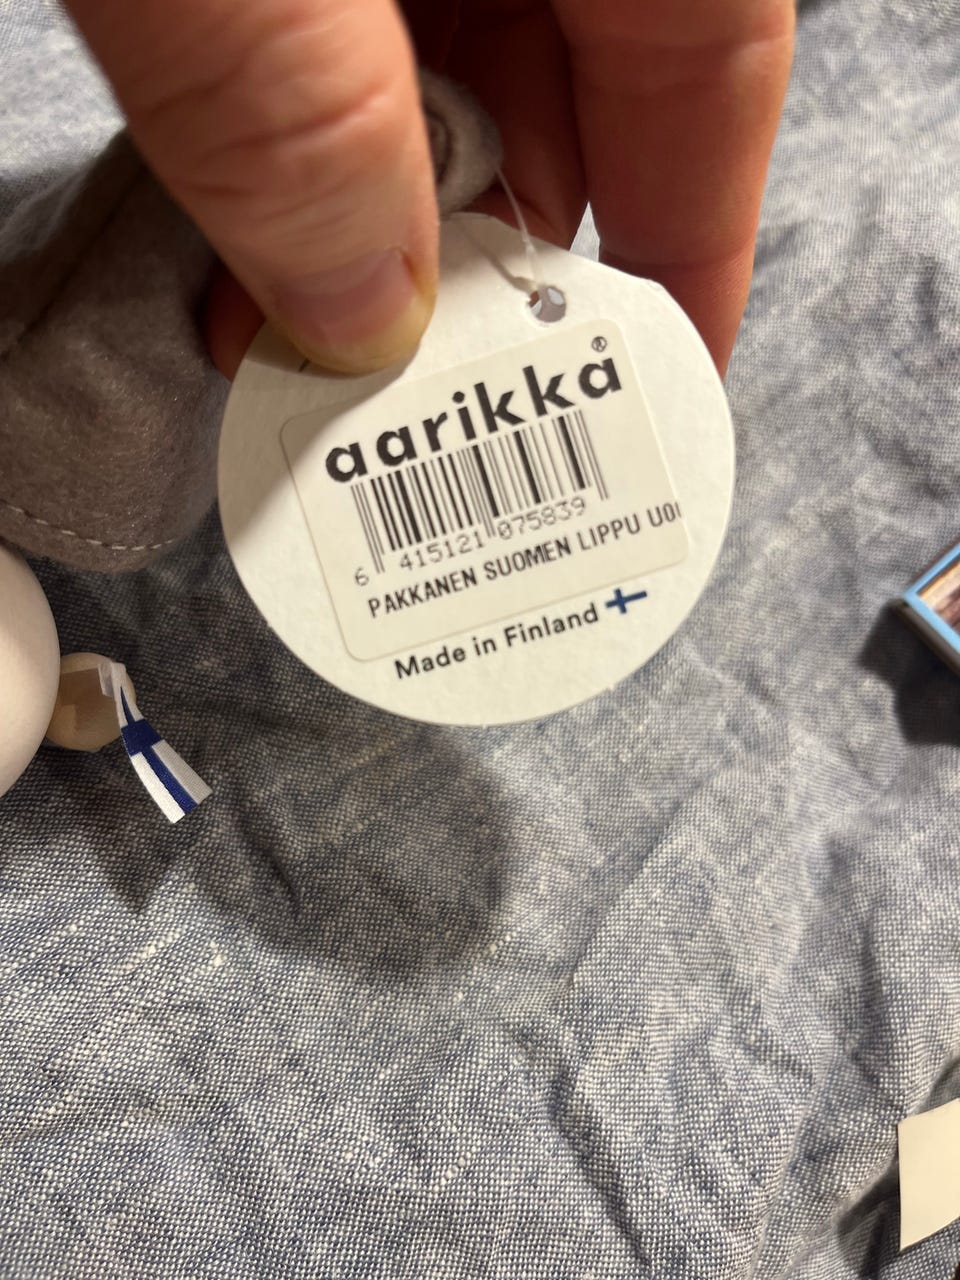 aarikka®
6 415121 075839
PAKKANEN SUOMEN LIPPU
Made in Finland